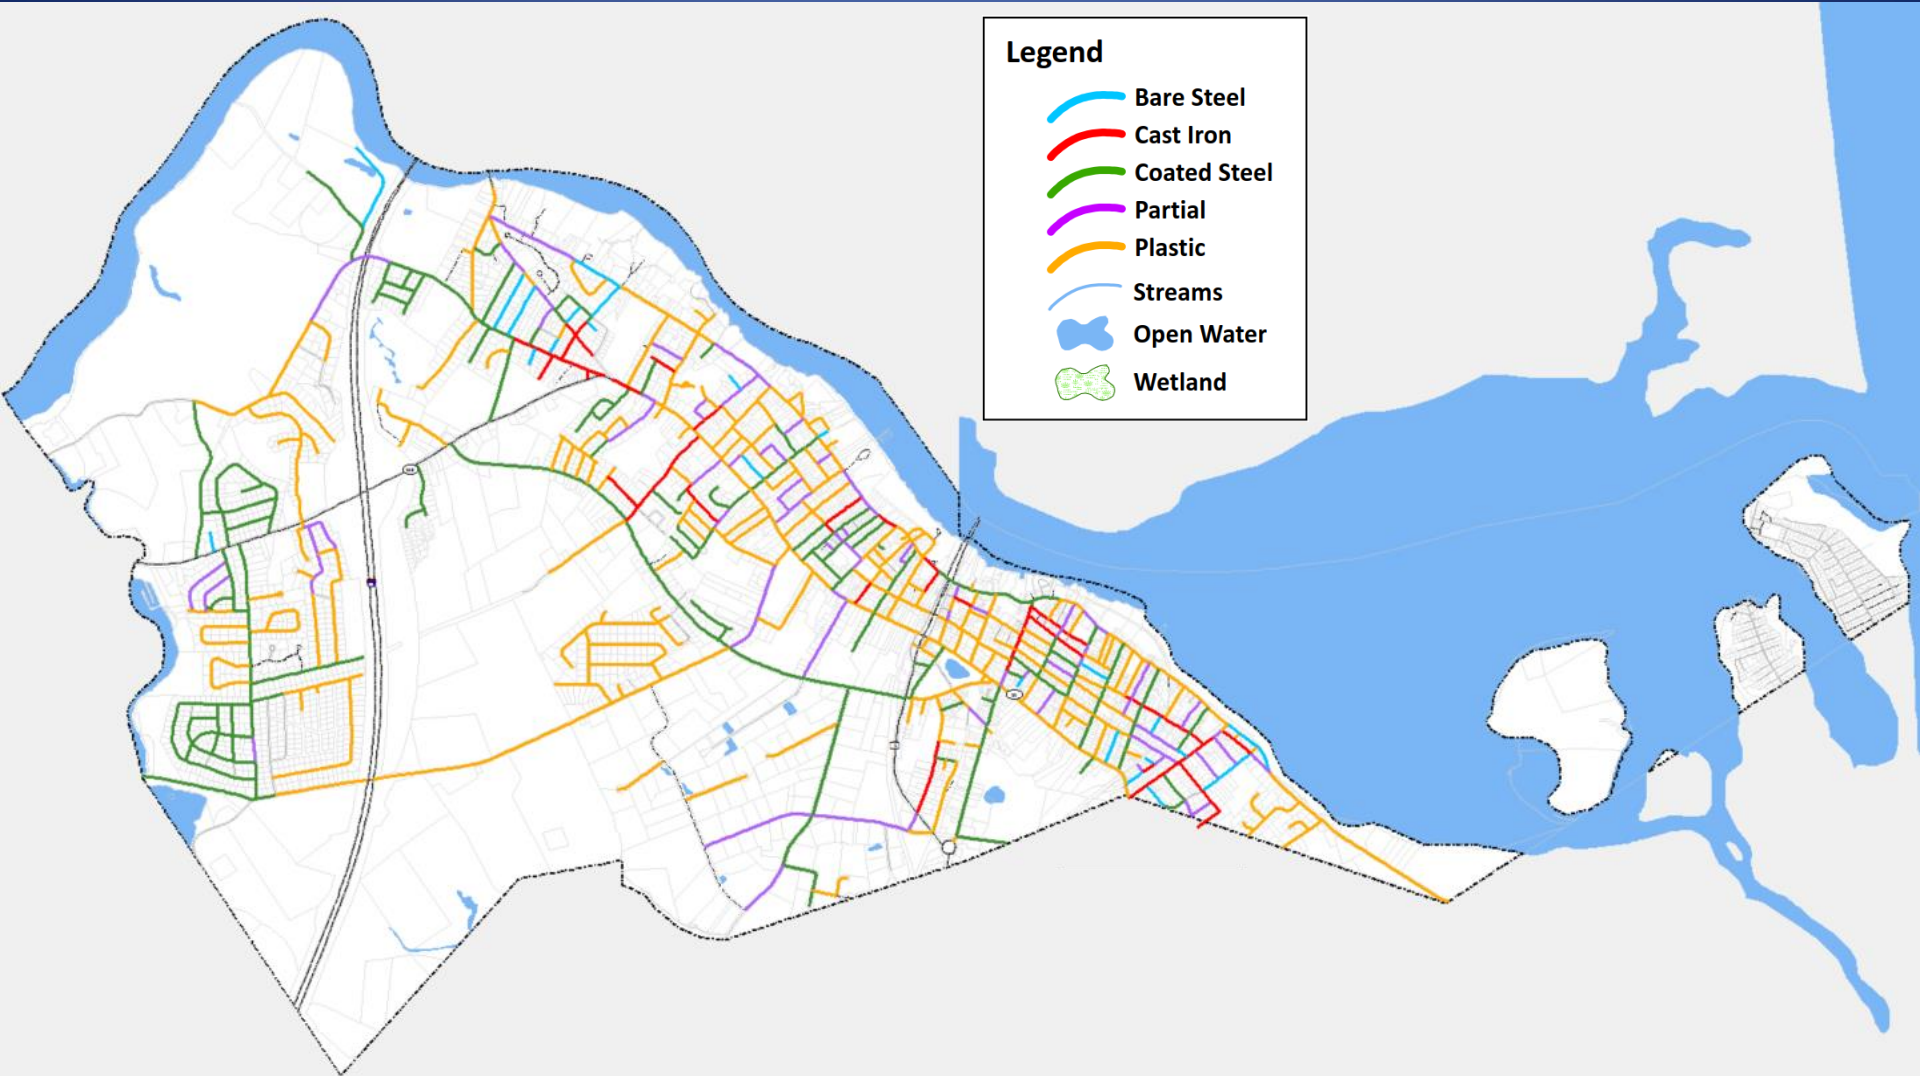 Legend
Bare Steel
Cast Iron
Coated Steel
Partial
Plastic
Streams
Open Water
Wetland